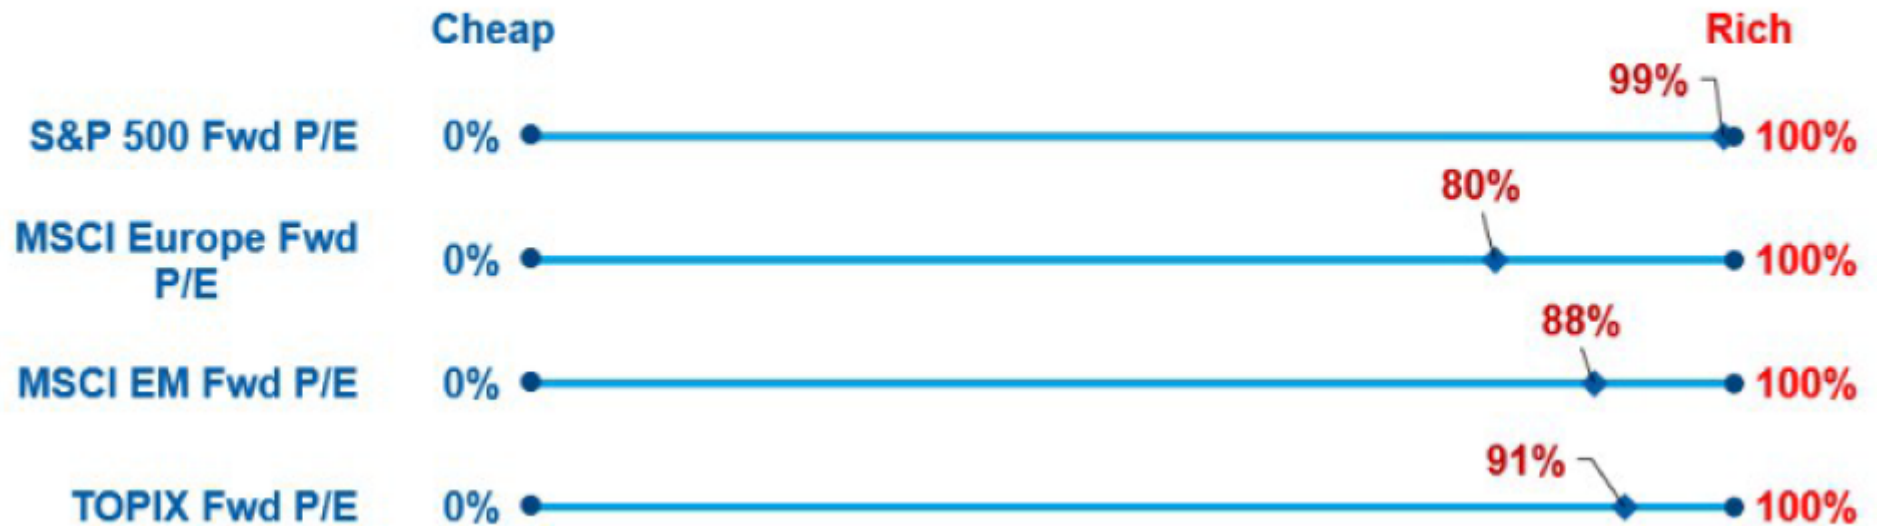 Cheap Rich
99%
S&P 500 Fwd P/E 0% 100%
80%
MSCI Europe Fwd
P/E 0% 100%
88%
MSCI EM Fwd P/E 0% 100%
91%
TOPIX Fwd P/E 0% 100%